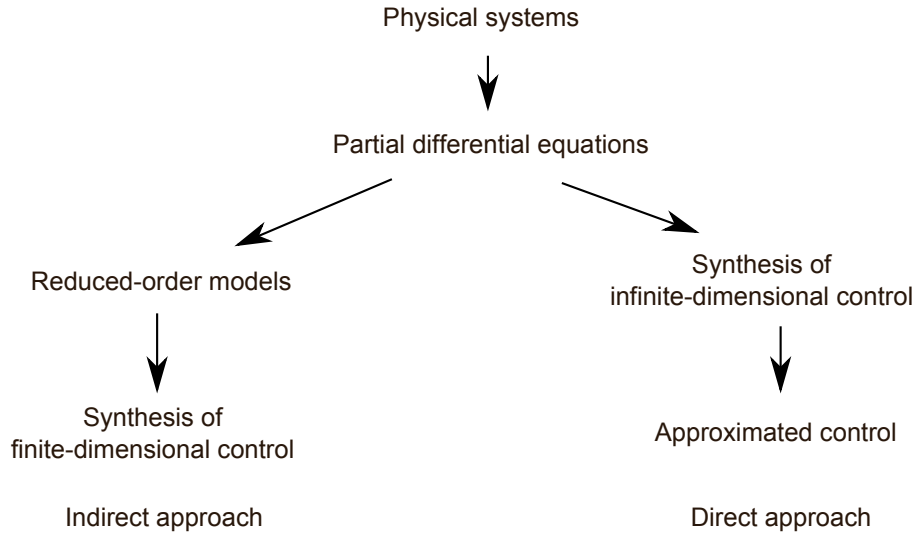 Physical systems
Partial differential equations
Reduced-order models
Synthesis of
infinite-dimensional control
Synthesis of
finite-dimensional control
Approximated control
Indirect approach
Direct approach